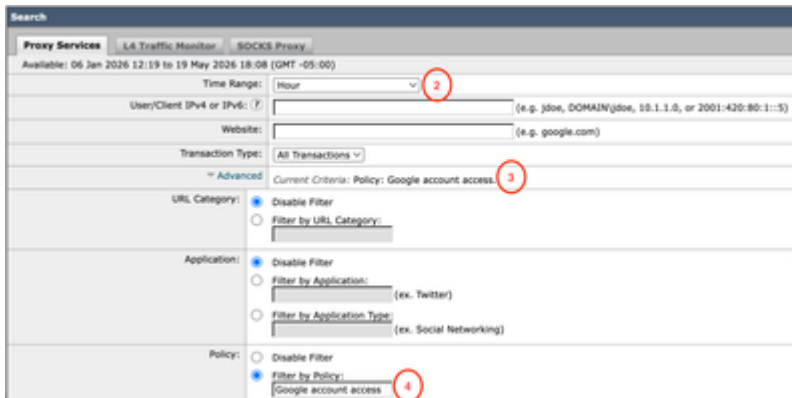 Search
Proxy Services L4 Traffic Monitor SOCKS Proxy
Available: 06 Jan 2026 12:19 to 19 May 2026 18:08 (GMT -05:00)
Time Range: Hour 2
User/Client IPv4 or IPv6: ? (e.g. jdoe, DOMAIN\jdoe, 10.1.1.0, or 2001:420:80:1::5)
Website: (e.g. google.com)
Transaction Type: All Transactions
Advanced Current Criteria: Policy: Google account access. 3
URL Category: Disable Filter
Filter by URL Category:
Application: Disable Filter
Filter by Application:
(ex. Twitter)
Filter by Application Type:
(ex. Social Networking)
Policy: Disable Filter
Filter by Policy:
Google account access 4